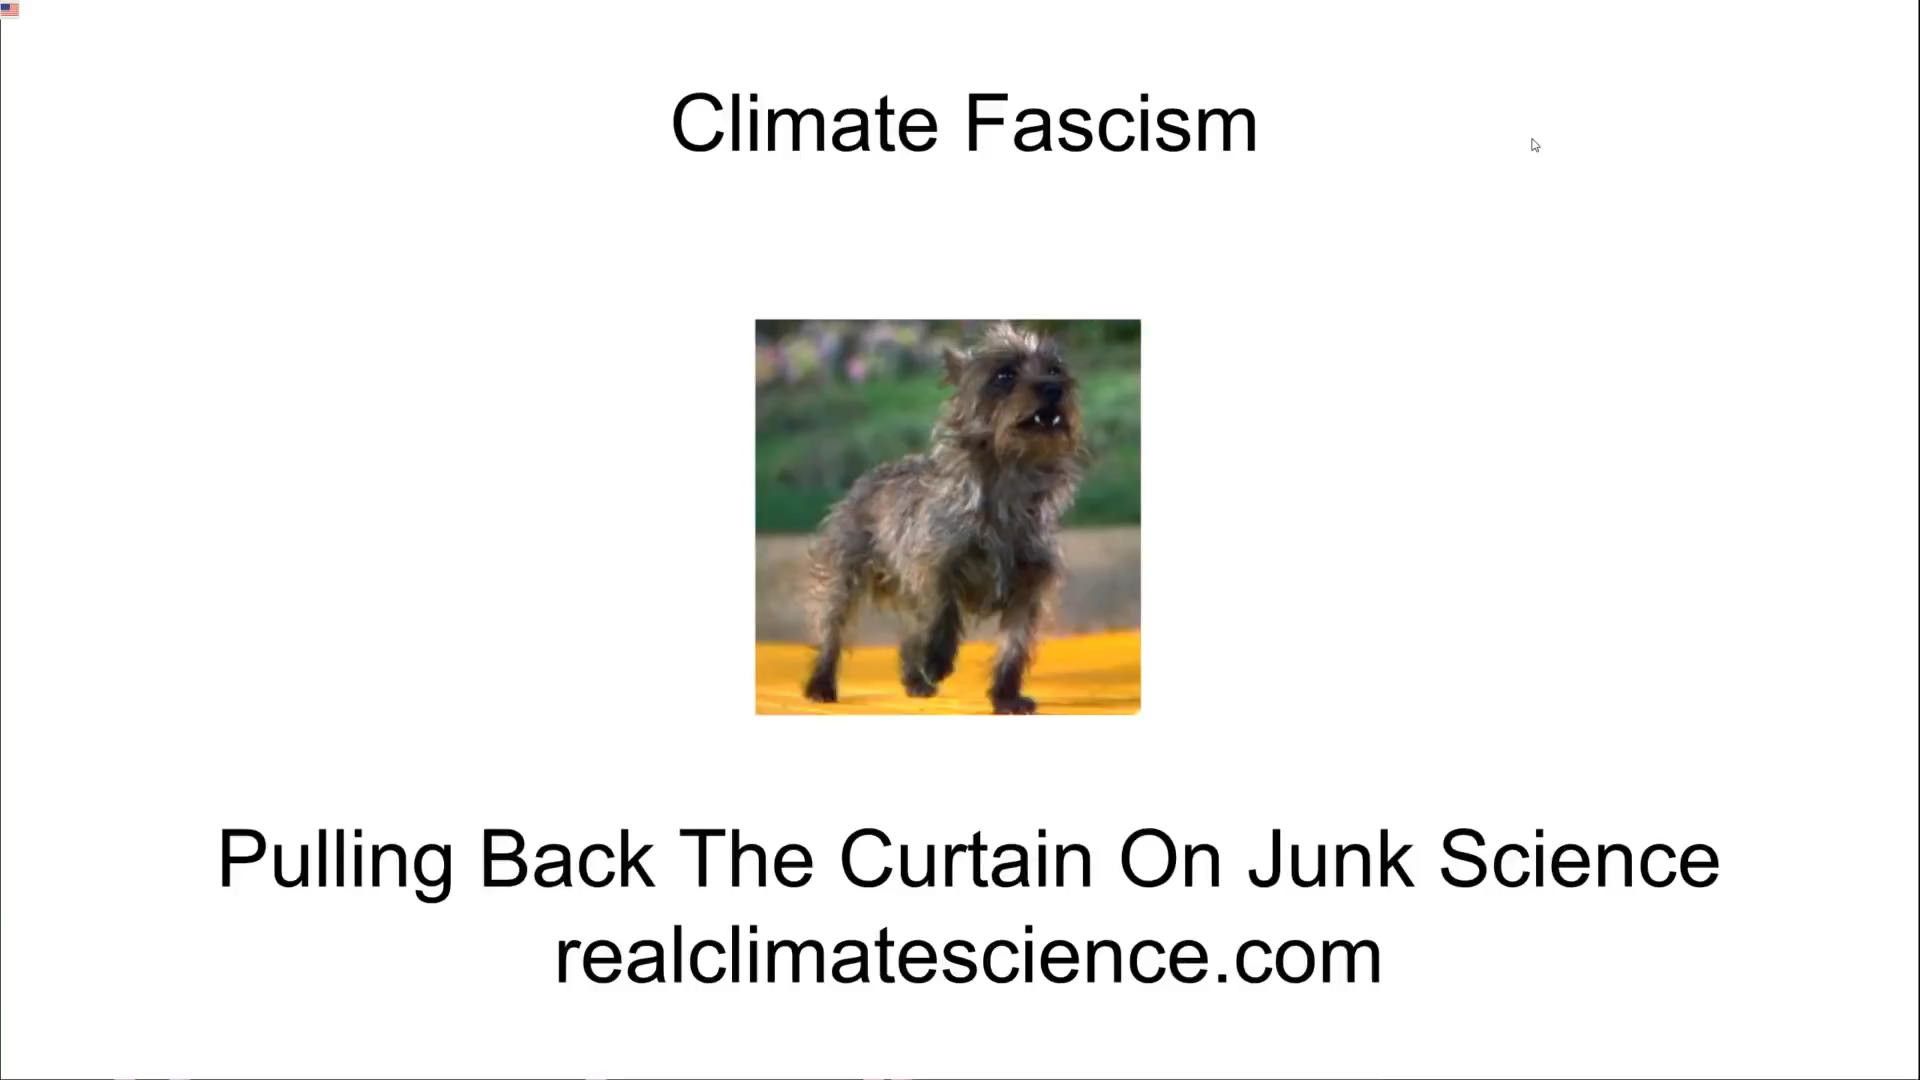 Climate Fascism
Pulling Back The Curtain On Junk Science
realclimatescience.com